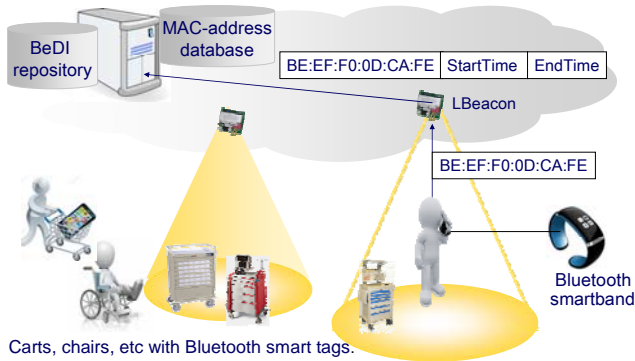 BeDI
repository
MAC-address
database
BE:EF:F0:0D:CA:FE StartTime EndTime
LBeacon
BE:EF:F0:0D:CA:FE
Bluetooth
smartband
Carts, chairs, etc with Bluetooth smart tags.